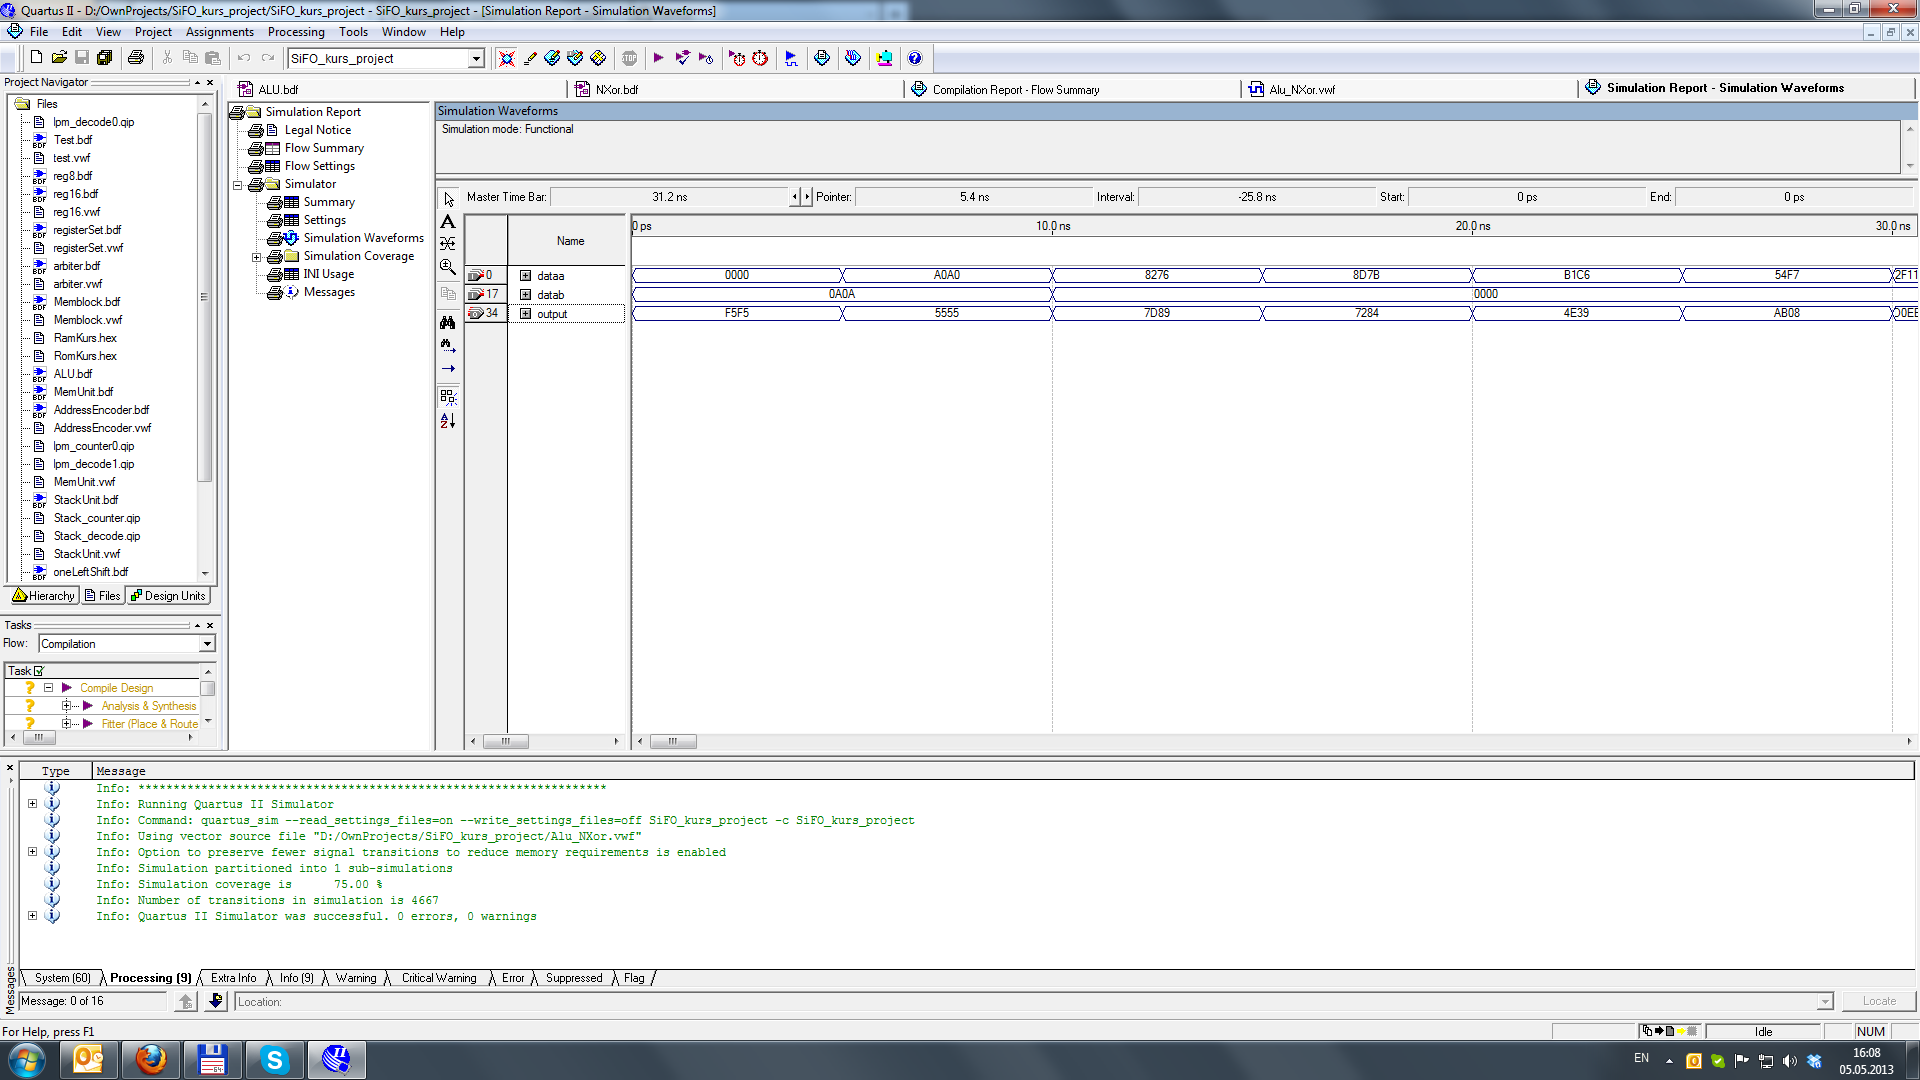 Quartus II - D:/OwnProjects/SiFO_kurs_project/SiFO_kurs_project - SiFO_kurs_project - [Simulation Report - Simulation Waveforms]
File Edit View Project Assignments Processing Tools Window Help
SiFO_kurs_project
Project Navigator
Files
lpm_decode0.qip
Test.bdf
test.vwf
reg8.bdf
reg16.bdf
reg16.vwf
registerSet.bdf
registerSet.vwf
arbiter.bdf
arbiter.vwf
Memblock.bdf
Memblock.vwf
RamKurs.hex
RomKurs.hex
ALU.bdf
MemUnit.bdf
AddressEncoder.bdf
AddressEncoder.vwf
lpm_counter0.qip
lpm_decode1.qip
MemUnit.vwf
StackUnit.bdf
Stack_counter.qip
Stack_decode.qip
StackUnit.vwf
oneLeftShift.bdf
Hierarchy Files Design Units
Tasks
Flow: Compilation
Task
Compile Design
Analysis & Synthesis
Fitter (Place & Route
ALU.bdf NXor.bdf Compilation Report - Flow Summary Alu_NXor.vwf Simulation Report - Simulation Waveforms
Simulation Report
Legal Notice
Flow Summary
Flow Settings
Simulator
Summary
Settings
Simulation Waveforms
Simulation Coverage
INI Usage
Messages
Simulation Waveforms
Simulation mode: Functional
Master Time Bar: 31.2 ns Pointer: 5.4 ns Interval: -25.8 ns Start: 0 ps End: 0 ps
Name 0 ps 10.0 ns 20.0 ns 30.0 ns
0 dataa 0000 A0A0 8276 8D7B B1C6 54F7 2F11
17 datab 0A0A 0000
34 output F5F5 5555 7D89 7284 4E39 AB08
Type Message
Info: *******************************************************************
Info: Running Quartus II Simulator
Info: Command: quartus_sim --read_settings_files=on --write_settings_files=off SiFO_kurs_project -c SiFO_kurs_project
Info: Using vector source file "D:/OwnProjects/SiFO_kurs_project/Alu_NXor.vwf"
Info: Option to preserve fewer signal transitions to reduce memory requirements is enabled
Info: Simulation partitioned into 1 sub-simulations
Info: Simulation coverage is 75.00 %
Info: Number of transitions in simulation is 4667
Info: Quartus II Simulator was successful. 0 errors, 0 warnings
System (60) Processing (9) Extra Info Info (9) Warning Critical Warning Error Suppressed Flag
Messages
Message: 0 of 16 Location: Locate
For Help, press F1 Idle NUM
EN 16:08
05.05.2013